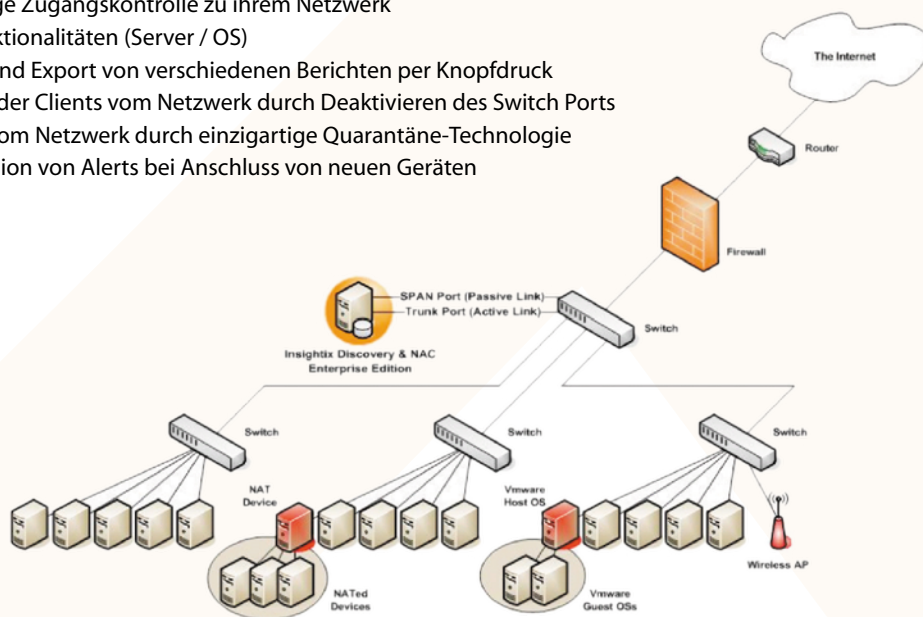 ge Zugangskontrolle zu ihrem Netzwerk
ktionalitäten (Server / OS)
nd Export von verschiedenen Berichten per Knopfdruck
der Clients vom Netzwerk durch Deaktivieren des Switch Ports
om Netzwerk durch einzigartige Quarantäne-Technologie
ion von Alerts bei Anschluss von neuen Geräten
The Internet
Router
Firewall
SPAN Port (Passive Link)
Trunk Port (Active Link)
Switch
Insightix Discovery & NAC
Enterprise Edition
Switch
Switch
Switch
NAT
Device
Vmware
Host OS
Wireless AP
NATed
Devices
Vmware
Guest OSs